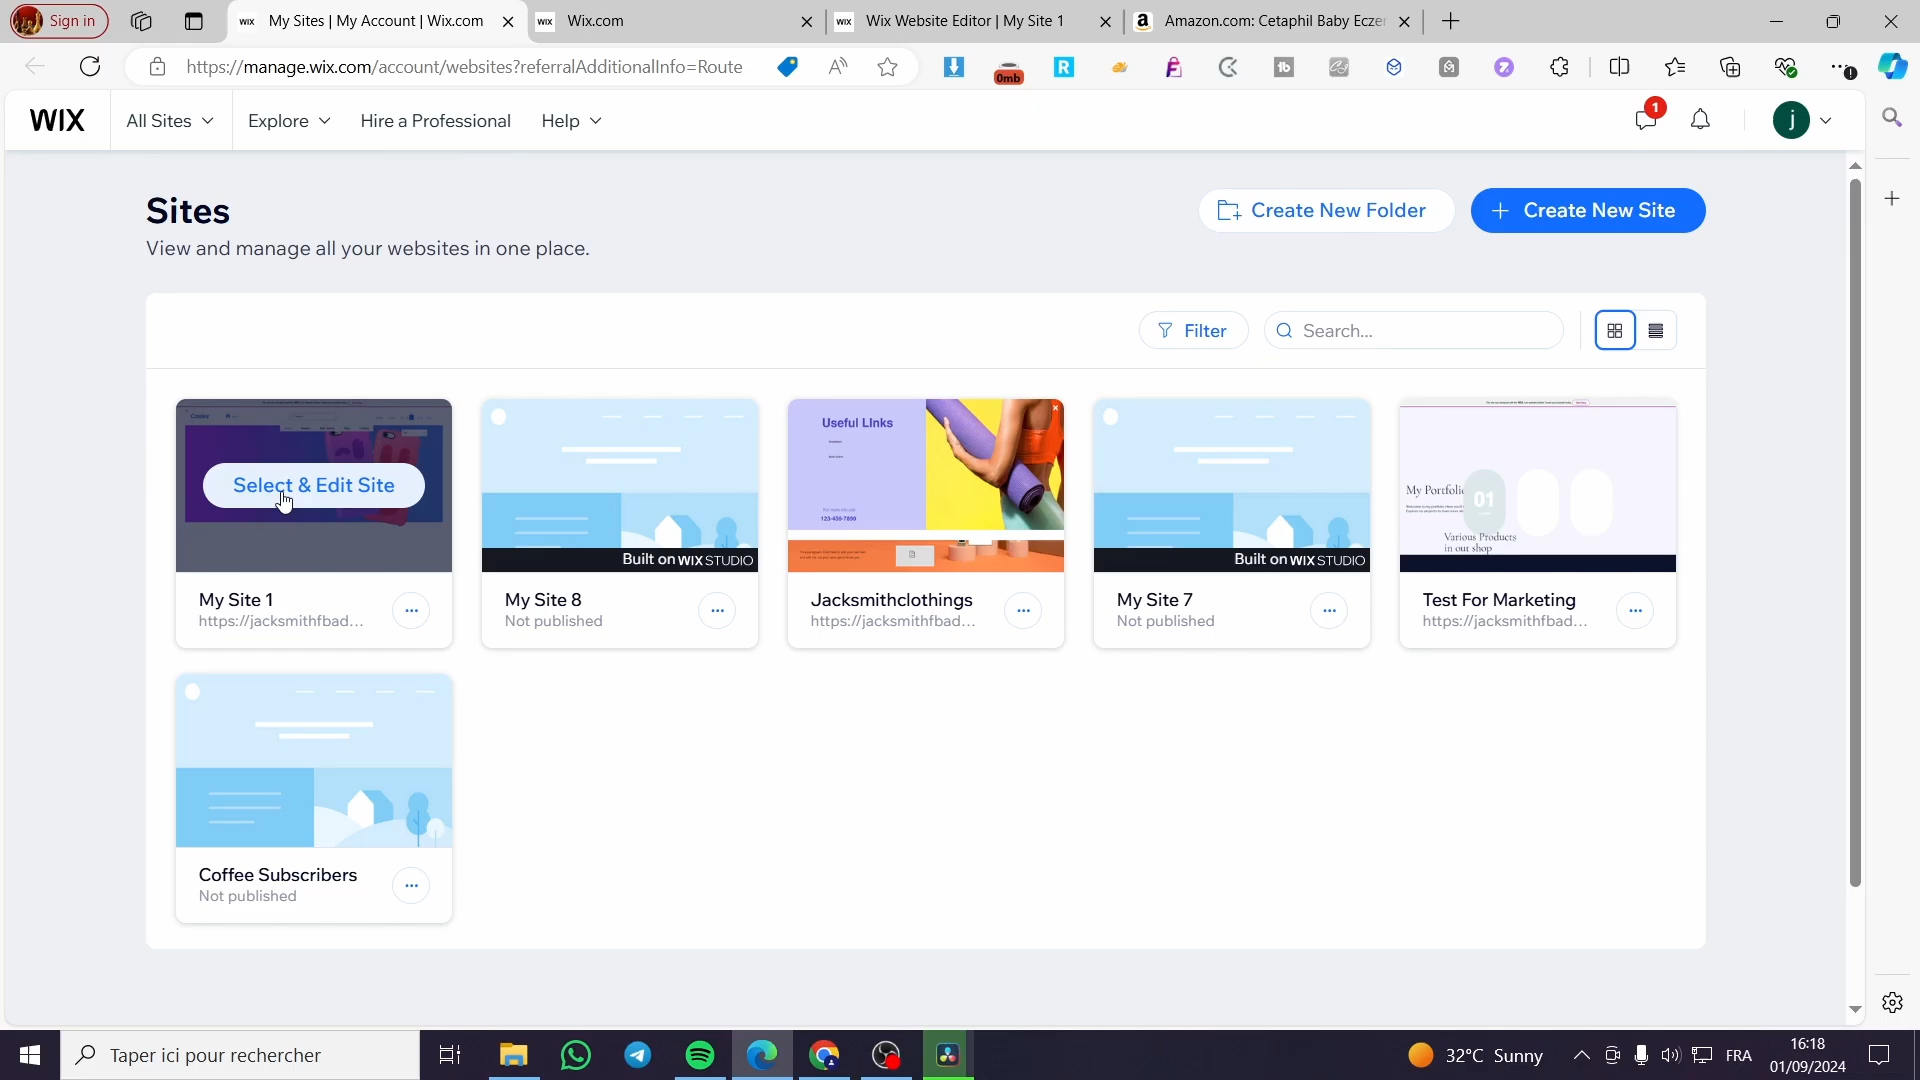 Sign in
My Sites | My Account | Wix.com
Wix.com
Wix Website Editor | My Site 1
Amazon.com: Cetaphil Baby Ecze
https://manage.wix.com/account/websites?referralAdditionalInfo=Route
0mb
WIX
All Sites
Explore
Hire a Professional
Help
1
j
Sites
View and manage all your websites in one place.
Create New Folder
Create New Site
Filter
Search...
Select & Edit Site
Built on WIX STUDIO
Useful LInks
123-456-7890
Built on WIX STUDIO
My Portfolio
01
Various Products
in out shop
My Site 1
https://jacksmithfbad...
My Site 8
Not published
Jacksmithclothings
https://jacksmithfbad...
My Site 7
Not published
Test For Marketing
https://jacksmithfbad...
Coffee Subscribers
Not published
Taper ici pour rechercher
32°C Sunny
FRA
16:18
01/09/2024